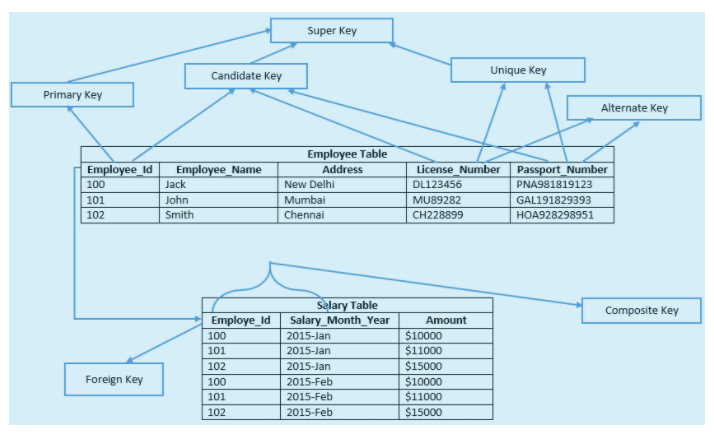 Super Key
Candidate Key
Unique Key
Primary Key
Alternate Key
Employee Table
Employee_Id Employee_Name Address License_Number Passport_Number
100 Jack New Delhi DL123456 PNA981819123
101 John Mumbai MU89282 GAL191829393
102 Smith Chennai CH228899 HOA928298951
Salary Table
Employe_Id Salary_Month_Year Amount
100 2015-Jan $10000
101 2015-Jan $11000
102 2015-Jan $15000
100 2015-Feb $10000
101 2015-Feb $11000
102 2015-Feb $15000
Composite Key
Foreign Key